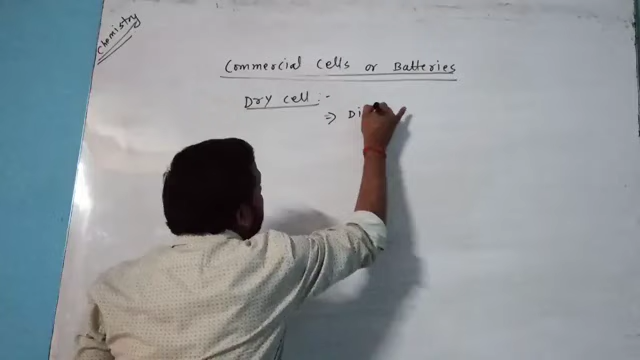 Chemistry
Commercial Cells or Batteries
Dry cell :-
⇒ Di